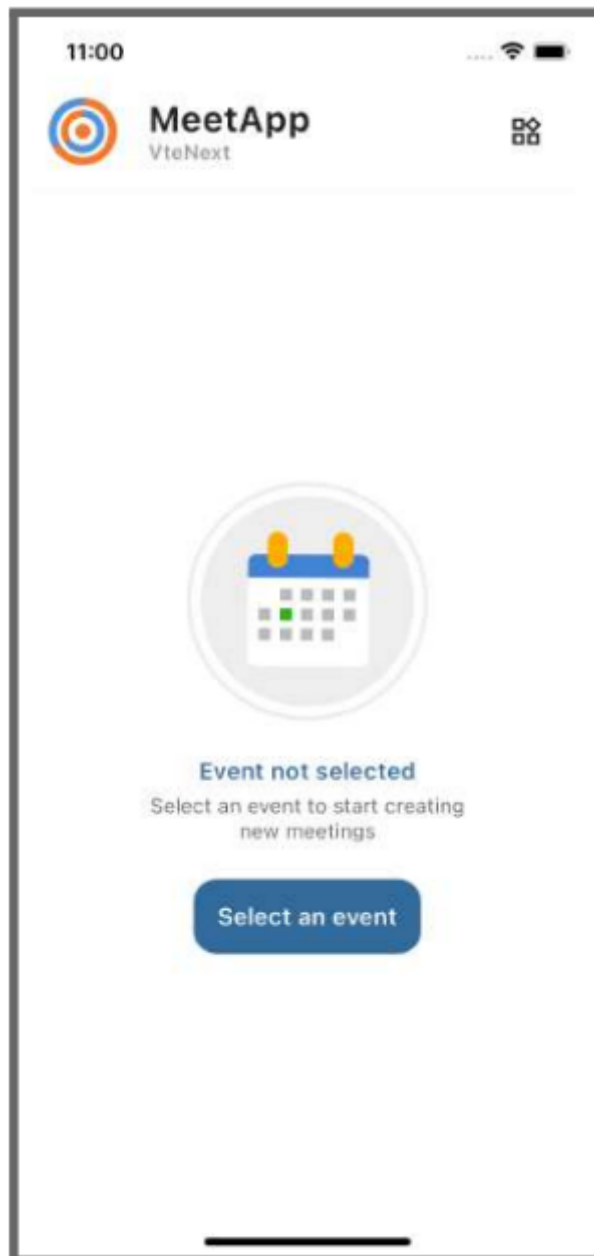 11:00
MeetApp
VteNext
Event not selected
Select an event to start creating
new meetings
Select an event